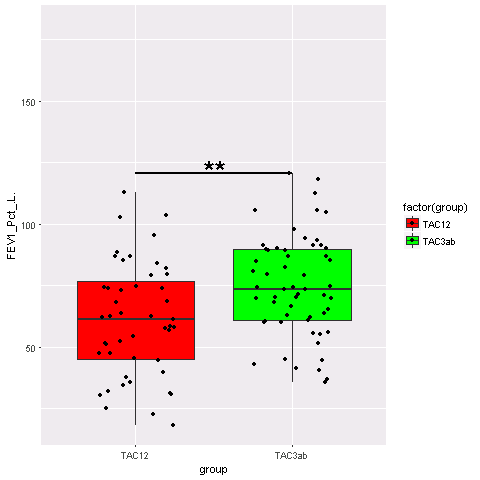 150
100
50
FEV1_Pct_L.
**
TAC12
TAC3ab
group
factor(group)
TAC12
TAC3ab